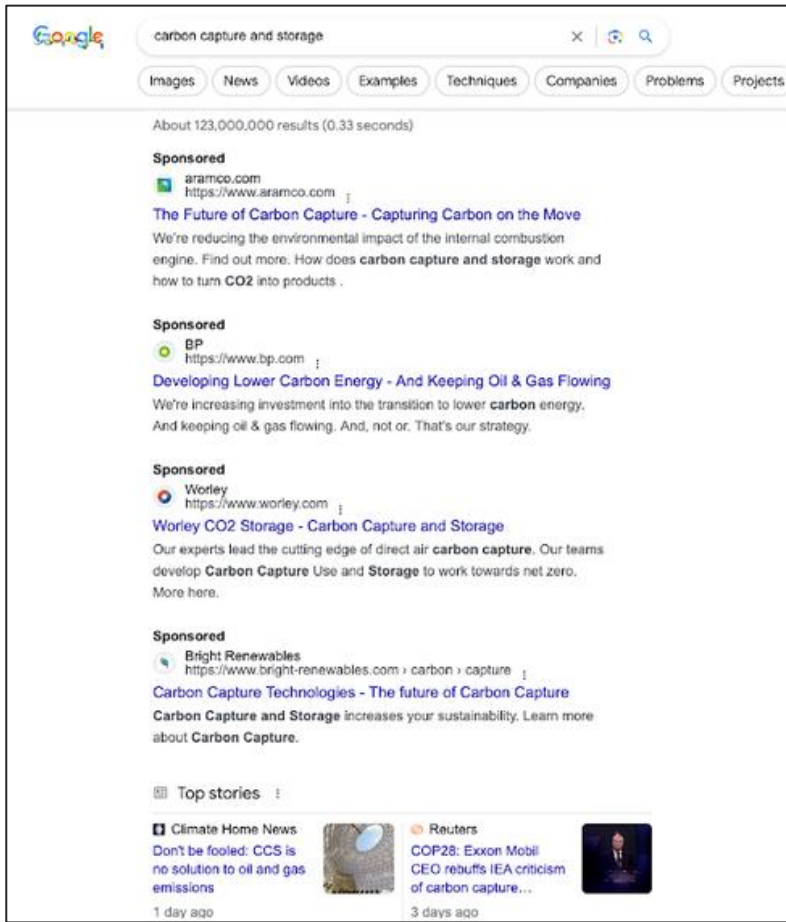 Google
carbon capture and storage
Images News Videos Examples Techniques Companies Problems Projects
About 123,000,000 results (0.33 seconds)
Sponsored
aramco.com
https://www.aramco.com
The Future of Carbon Capture - Capturing Carbon on the Move
We're reducing the environmental impact of the internal combustion
engine. Find out more. How does carbon capture and storage work and
how to turn CO2 into products .
Sponsored
BP
https://www.bp.com
Developing Lower Carbon Energy - And Keeping Oil & Gas Flowing
We're increasing investment into the transition to lower carbon energy.
And keeping oil & gas flowing. And, not or. That's our strategy.
Sponsored
Worley
https://www.worley.com
Worley CO2 Storage - Carbon Capture and Storage
Our experts lead the cutting edge of direct air carbon capture. Our teams
develop Carbon Capture Use and Storage to work towards net zero.
More here.
Sponsored
Bright Renewables
https://www.bright-renewables.com › carbon › capture
Carbon Capture Technologies - The future of Carbon Capture
Carbon Capture and Storage increases your sustainability. Learn more
about Carbon Capture.
Top stories
Climate Home News
Don't be fooled: CCS is
no solution to oil and gas
emissions
1 day ago
Reuters
COP28: Exxon Mobil
CEO rebuffs IEA criticism
of carbon capture...
3 days ago